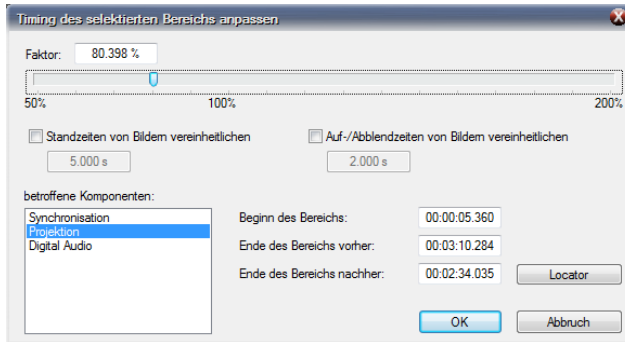 Timing des selektierten Bereichs anpassen
Faktor: 80.398 %
50% 100% 200%
Standzeiten von Bildern vereinheitlichen Auf-/Abblendzeiten von Bildern vereinheitlichen
5.000 s 2.000 s
betroffene Komponenten:
Synchronisation
Projektion
Digital Audio
Beginn des Bereichs: 00:00:05.360
Ende des Bereichs vorher: 00:03:10.284
Ende des Bereichs nachher: 00:02:34.035 Locator
OK Abbruch